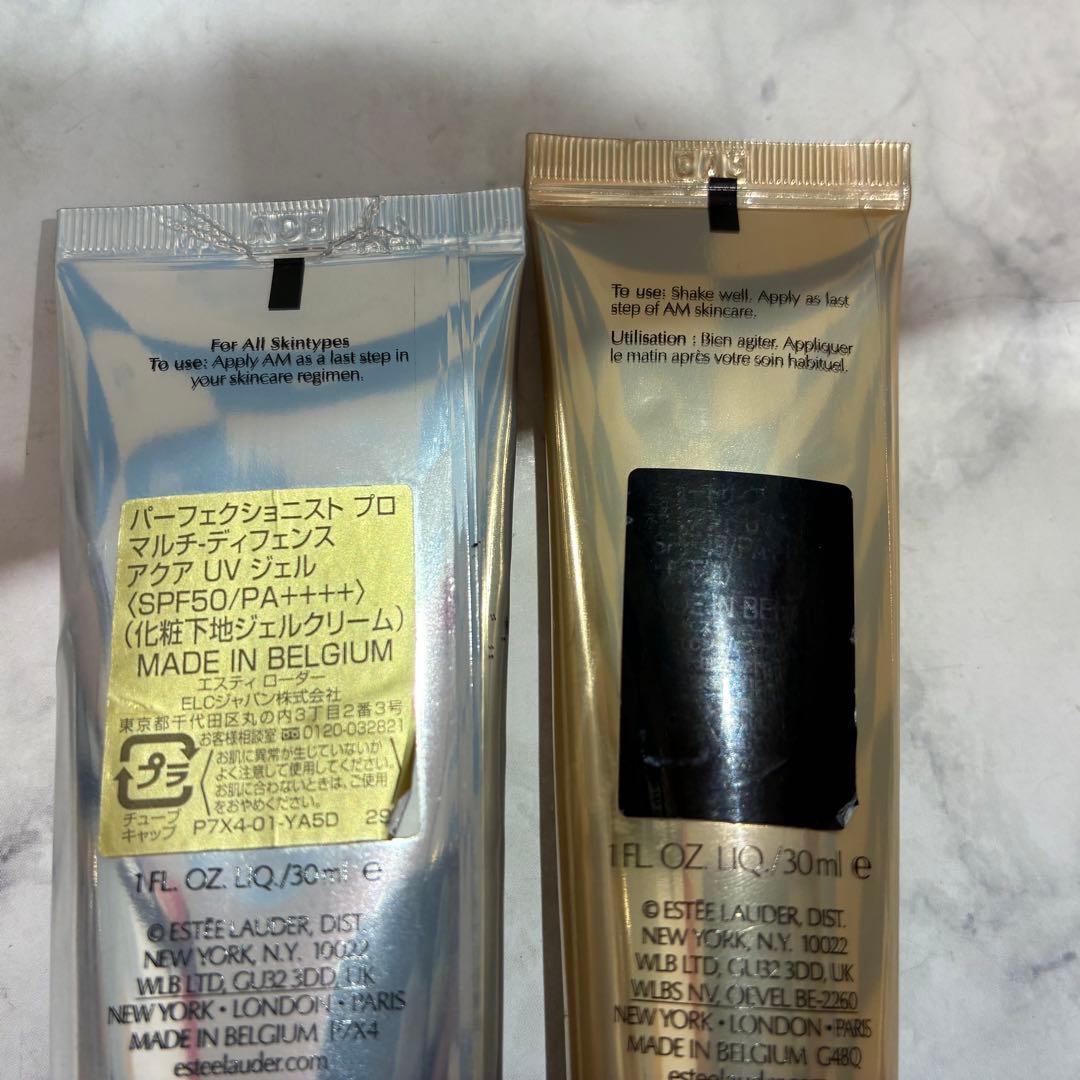 AD5
For All Skintypes
To use: Apply AM as a last step in
your skincare regimen.
パーフェクショニスト プロ
マルチ-ディフェンス
アクア UV ジェル
〈SPF50/PA++++〉
(化粧下地ジェルクリーム)
MADE IN BELGIUM
エスティ ローダー
ELCジャパン株式会社
東京都千代田区丸の内3丁目2番3号
お客様相談室 0120-032821
プラ
チューブ
キャップ
お肌に異常が生じていないか
よく注意して使用してください。
お肌に合わないときは、ご使用
をおやめください。
P7X4-01-YA5D 29
1 FL. OZ. LIQ./30 ml e
© ESTĒE LAUDER, DIST.
NEW YORK, N.Y. 10022
WLB LTD, GU32 3DD, UK
NEW YORK • LONDON • PARIS
MADE IN BELGIUM P7X4
esteelauder.com
To use: Shake well. Apply as last
step of AM skincare.
Utilisation : Bien agiter. Appliquer
le matin après votre soin habituel.
1 FL. OZ. LIQ./30 ml e
© ESTĒE LAUDER, DIST.
NEW YORK, N.Y. 10022
WLB LTD, GU32 3DD, UK
WLBS NV, OEVEL BE-2260
NEW YORK • LONDON • PARIS
MADE IN BELGIUM G48Q